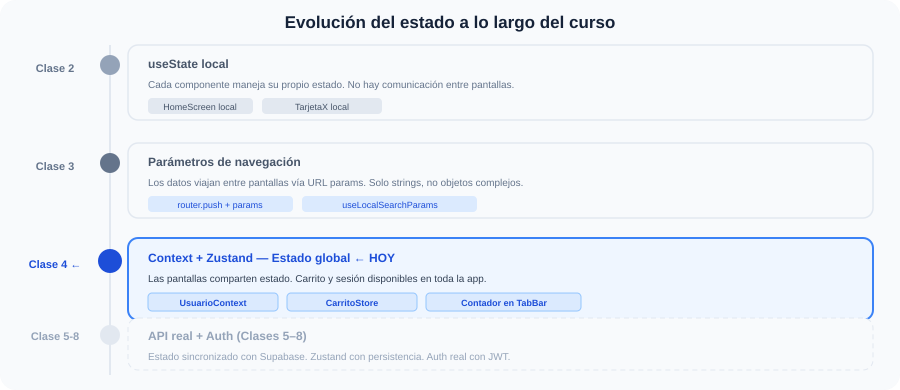 Evolución del estado a lo largo del curso
Clase 2
useState local
Cada componente maneja su propio estado. No hay comunicación entre pantallas.
HomeScreen local
TarjetaX local
Clase 3
Parámetros de navegación
Los datos viajan entre pantallas vía URL params. Solo strings, no objetos complejos.
router.push + params
useLocalSearchParams
Clase 4 ←
Context + Zustand — Estado global ← HOY
Las pantallas comparten estado. Carrito y sesión disponibles en toda la app.
UsuarioContext
CarritoStore
Contador en TabBar
Clase 5-8
API real + Auth (Clases 5–8)
Estado sincronizado con Supabase. Zustand con persistencia. Auth real con JWT.